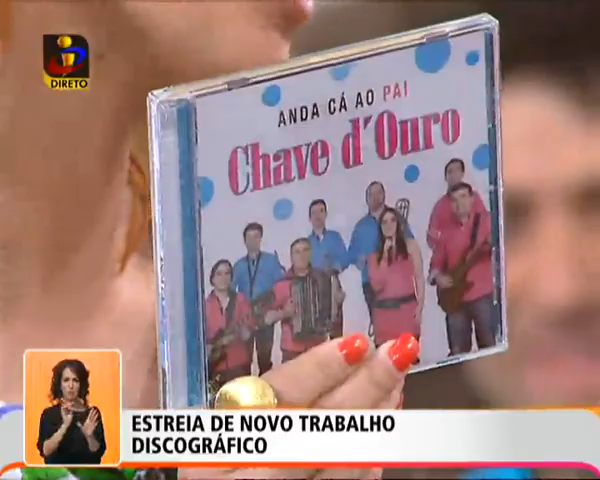 DIRETO
ANDA CÁ AO PAI
Chave d'Ouro
ESTREIA DE NOVO TRABALHO
DISCOGRÁFICO